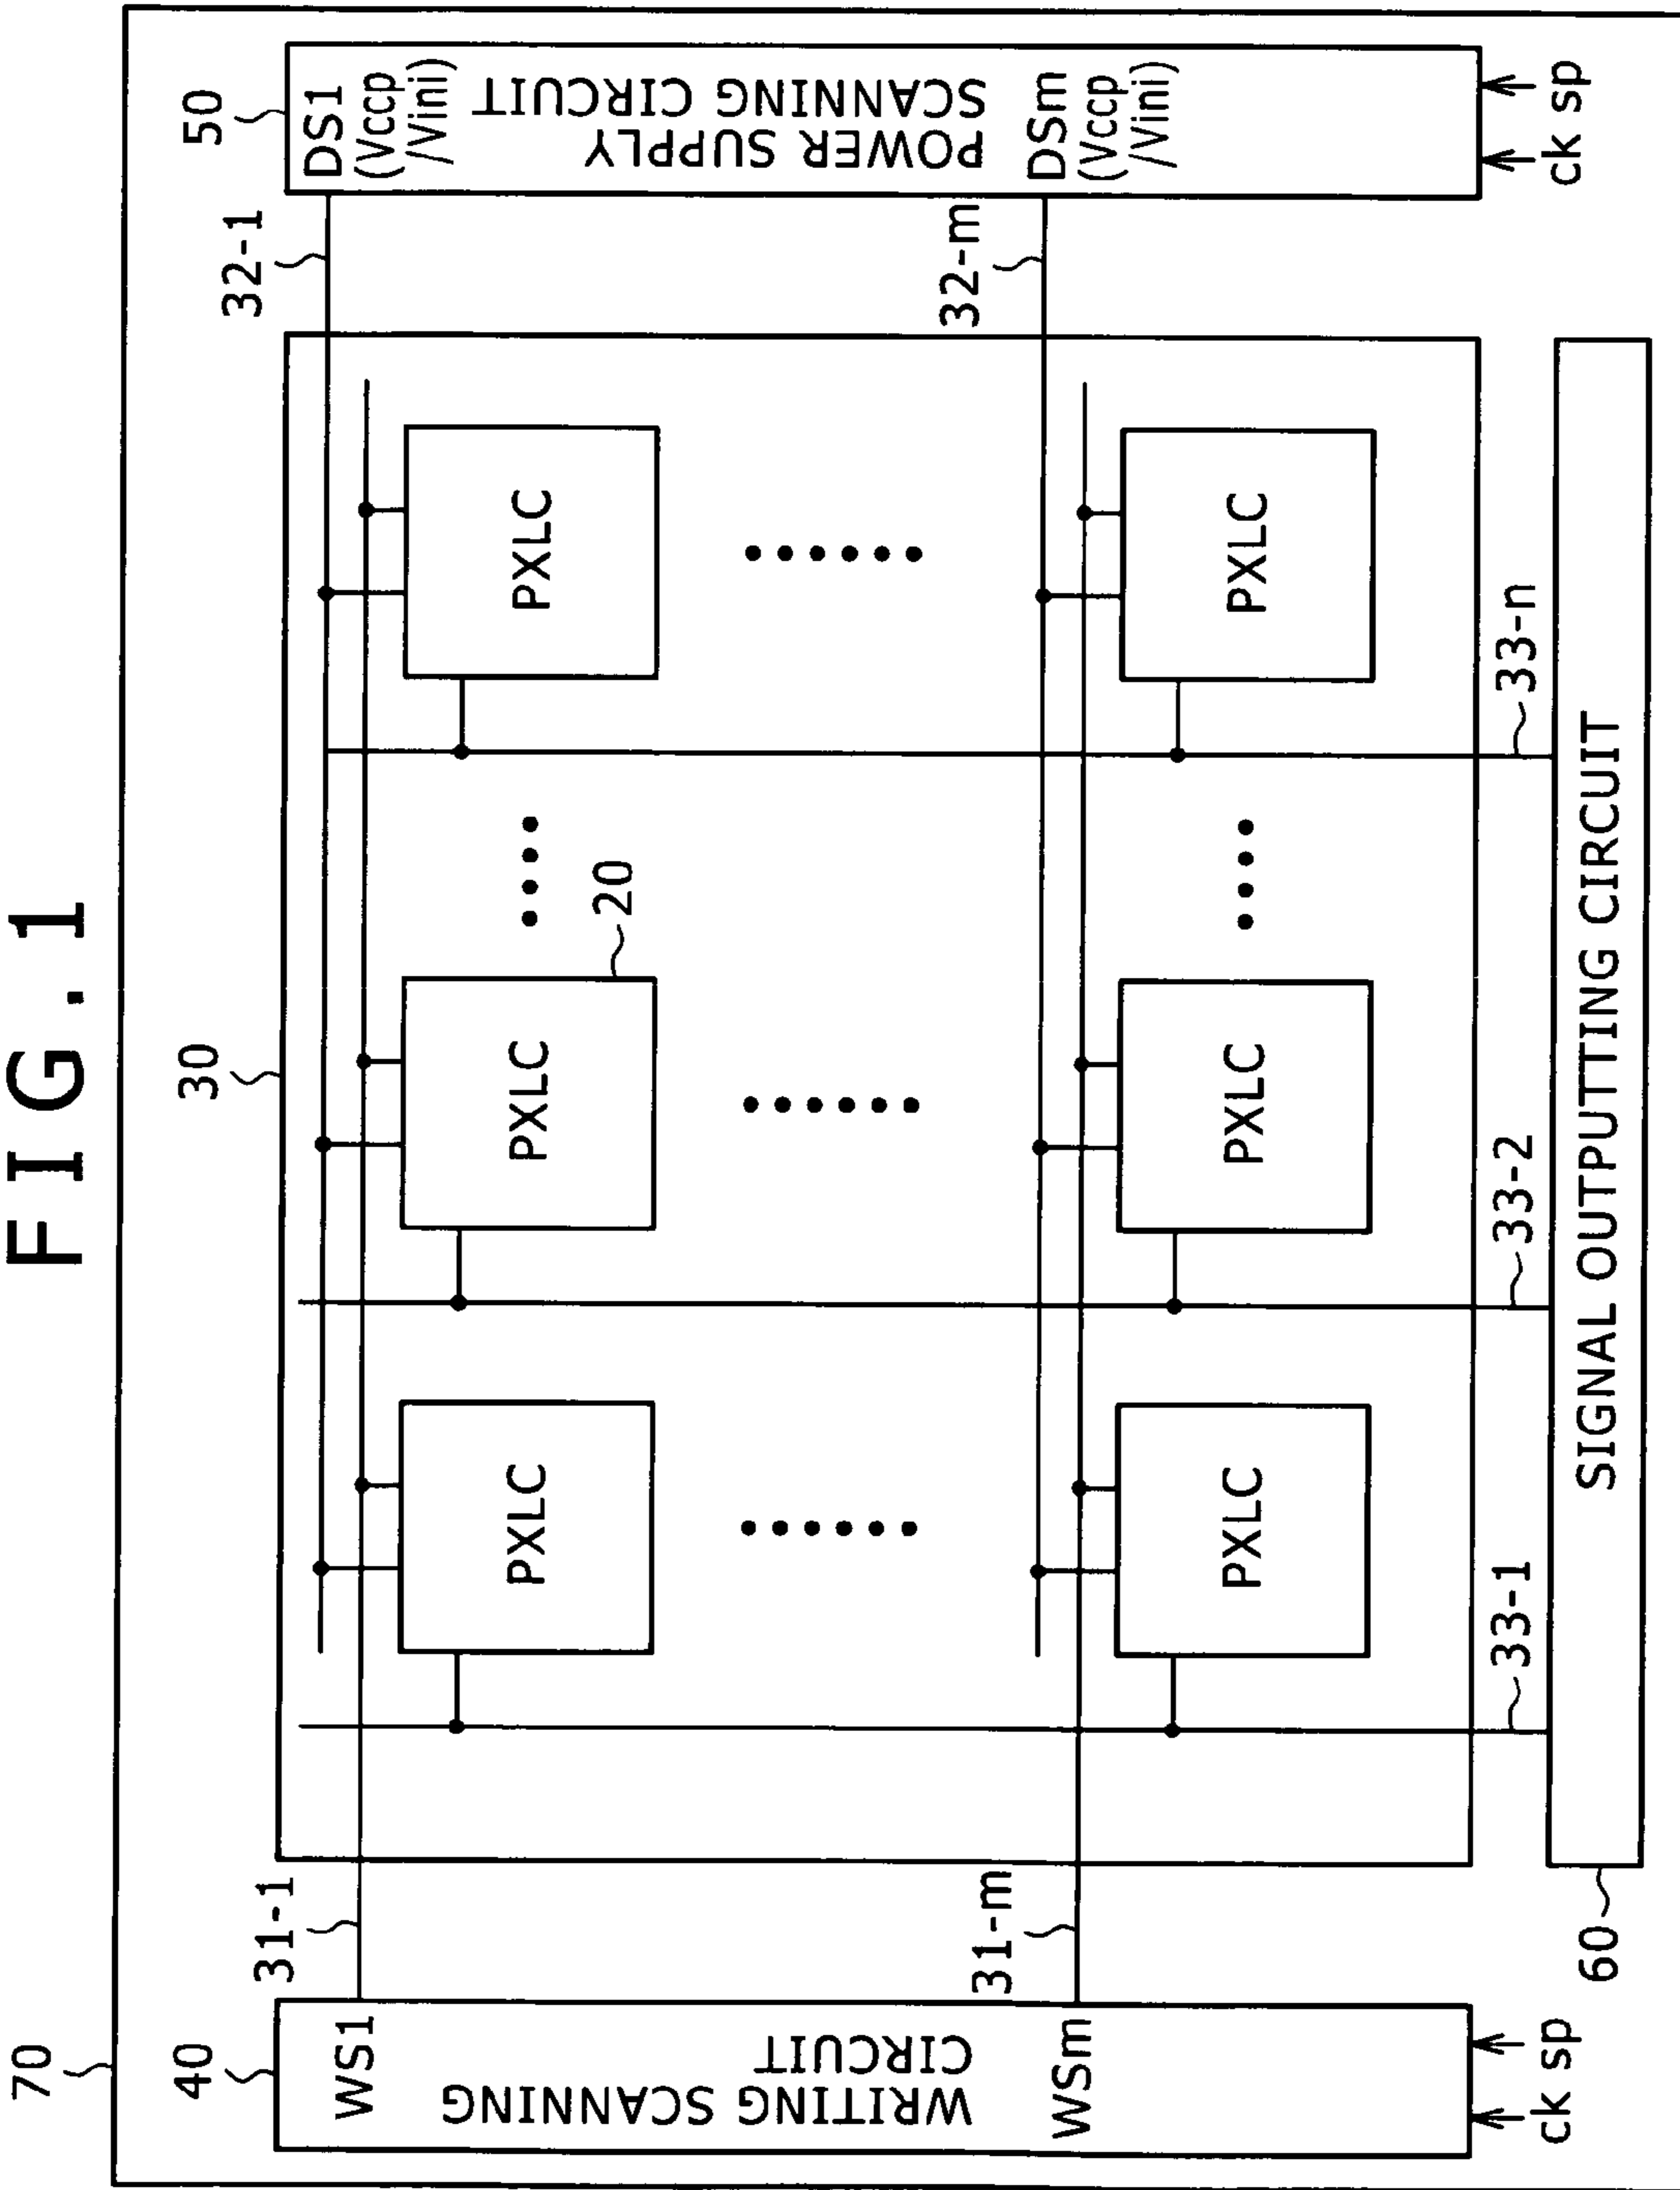 FIG. 1
70
40
30
50
31-1
32-1
WS1
DS1
(Vccp
/Vini)
PXLC
PXLC
PXLC
20
WRITING SCANNING
CIRCUIT
POWER SUPPLY
SCANNING CIRCUIT
31-m
32-m
WSm
DSm
(Vccp
/Vini)
PXLC
PXLC
PXLC
33-1
33-2
33-n
ck sp
ck sp
60
SIGNAL OUTPUTTING CIRCUIT